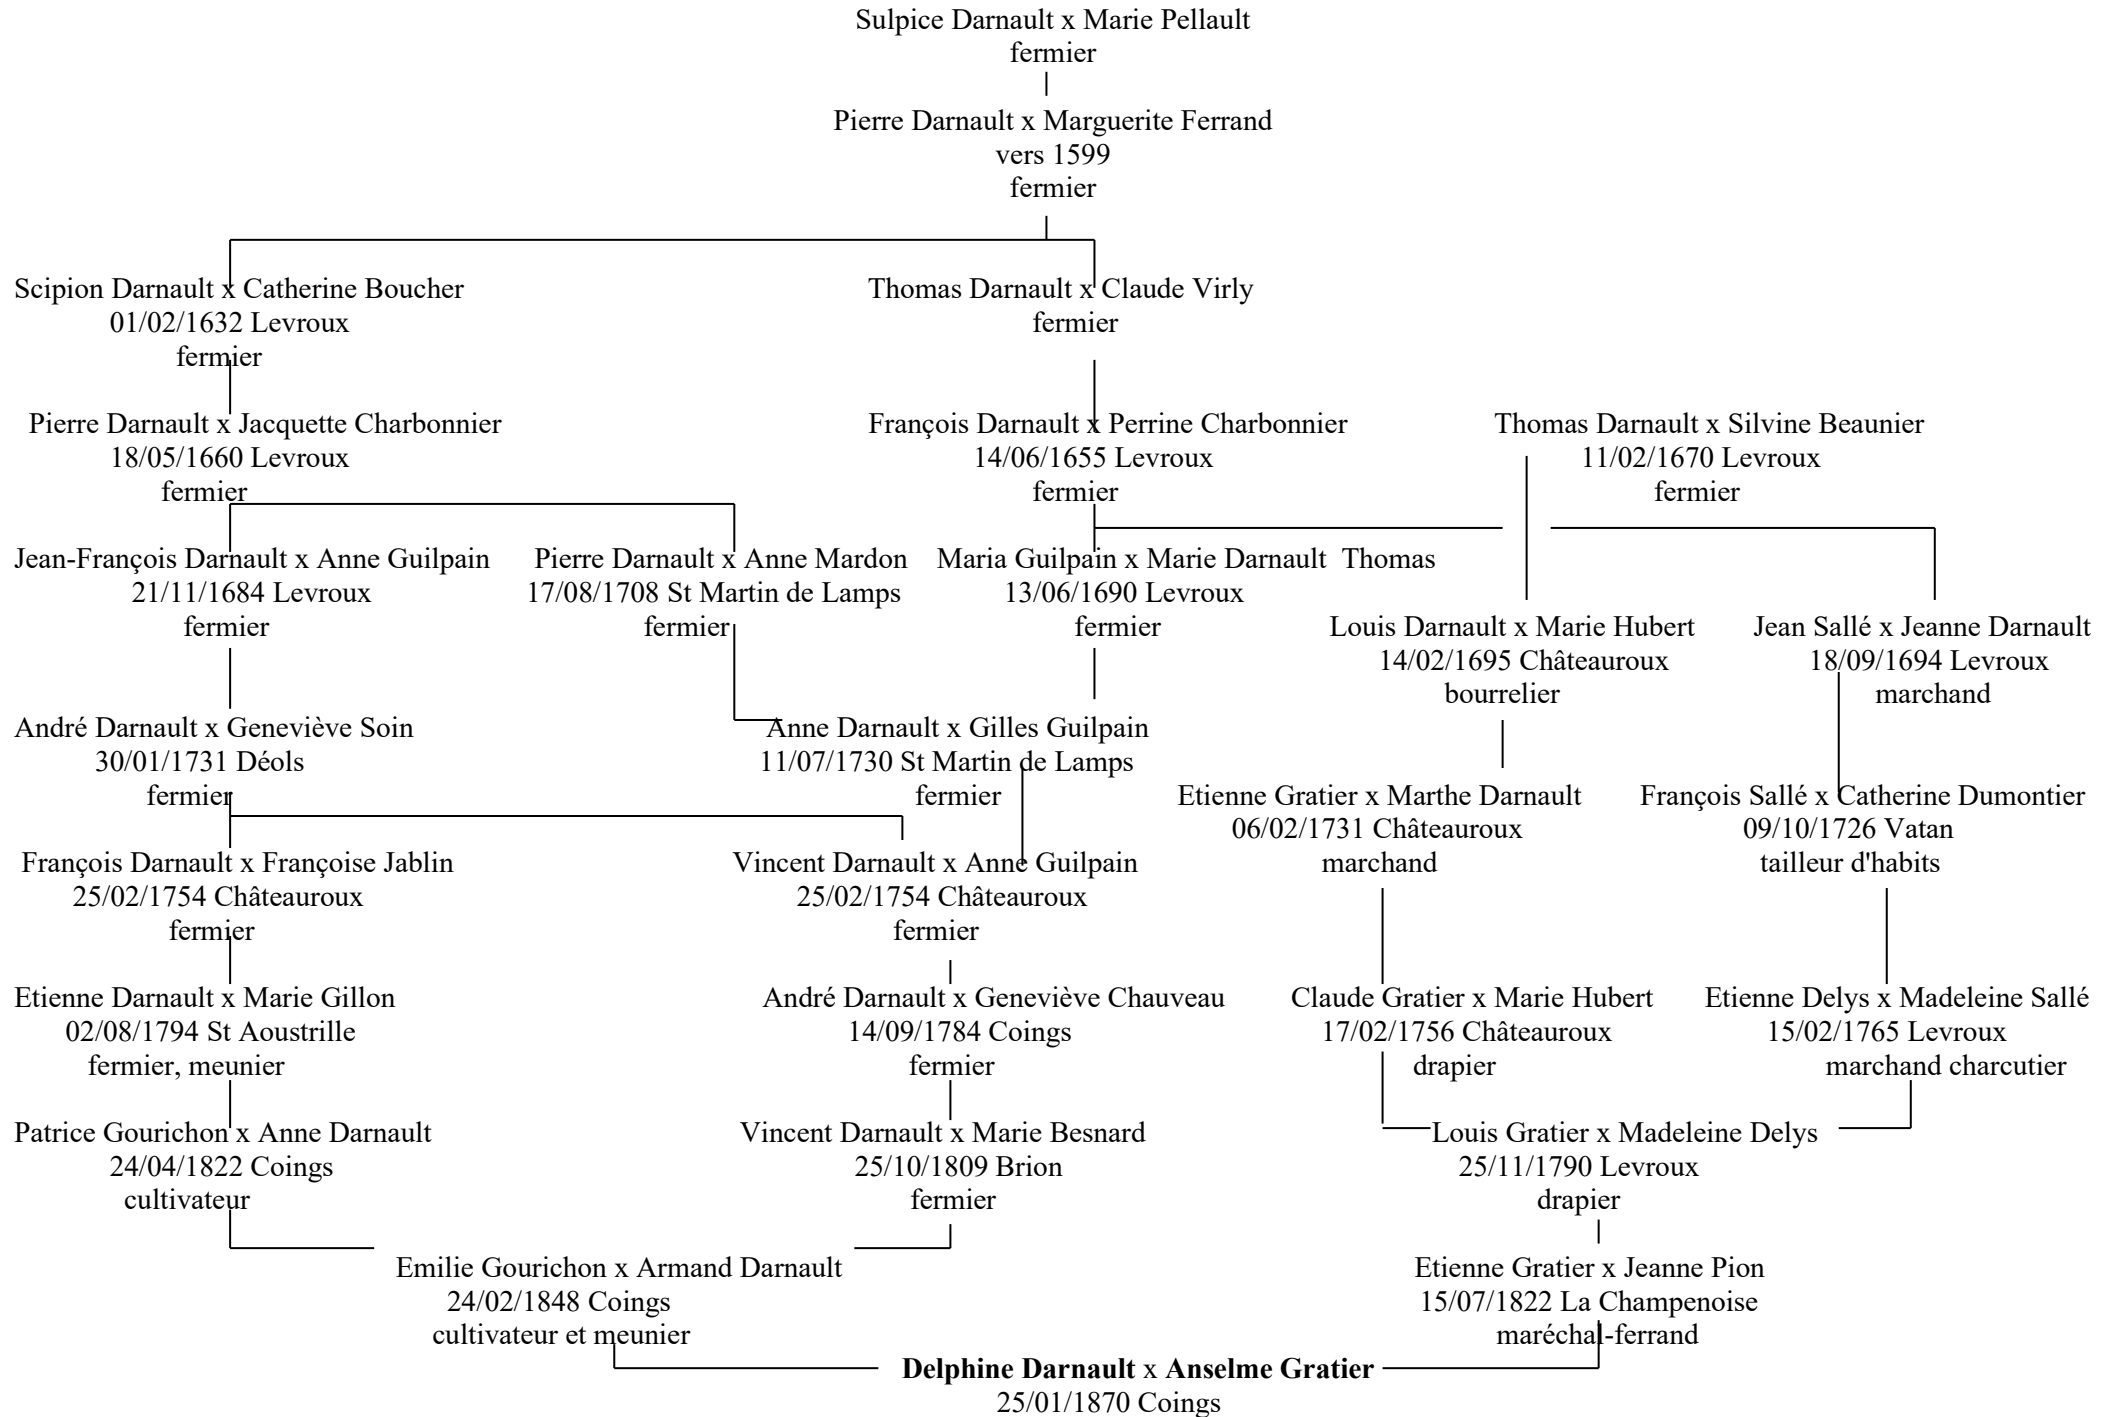 Sulpice Darnault x Marie Pellault
fermier
Pierre Darnault x Marguerite Ferrand
vers 1599
fermier
Scipion Darnault x Catherine Boucher
01/02/1632 Levroux
fermier
Thomas Darnault x Claude Virly
fermier
Pierre Darnault x Jacquette Charbonnier
18/05/1660 Levroux
fermier
François Darnault x Perrine Charbonnier
14/06/1655 Levroux
fermier
Thomas Darnault x Silvine Beaunier
11/02/1670 Levroux
fermier
Jean-François Darnault x Anne Guilpain
21/11/1684 Levroux
fermier
Pierre Darnault x Anne Mardon
17/08/1708 St Martin de Lamps
fermier
Maria Guilpain x Marie Darnault Thomas
13/06/1690 Levroux
fermier
Louis Darnault x Marie Hubert
14/02/1695 Châteauroux
bourrelier
Jean Sallé x Jeanne Darnault
18/09/1694 Levroux
marchand
André Darnault x Geneviève Soin
30/01/1731 Déols
fermier
Anne Darnault x Gilles Guilpain
11/07/1730 St Martin de Lamps
fermier
Etienne Gratier x Marthe Darnault
06/02/1731 Châteauroux
marchand
François Sallé x Catherine Dumontier
09/10/1726 Vatan
tailleur d'habits
François Darnault x Françoise Jablin
25/02/1754 Châteauroux
fermier
Vincent Darnault x Anne Guilpain
25/02/1754 Châteauroux
fermier
Etienne Darnault x Marie Gillon
02/08/1794 St Aoustrille
fermier, meunier
André Darnault x Geneviève Chauveau
14/09/1784 Coings
fermier
Claude Gratier x Marie Hubert
17/02/1756 Châteauroux
drapier
Etienne Delys x Madeleine Sallé
15/02/1765 Levroux
marchand charcutier
Patrice Gourichon x Anne Darnault
24/04/1822 Coings
cultivateur
Vincent Darnault x Marie Besnard
25/10/1809 Brion
fermier
Louis Gratier x Madeleine Delys
25/11/1790 Levroux
drapier
Emilie Gourichon x Armand Darnault
24/02/1848 Coings
cultivateur et meunier
Etienne Gratier x Jeanne Pion
15/07/1822 La Champenoise
maréchal-ferrand
Delphine Darnault x Anselme Gratier
25/01/1870 Coings